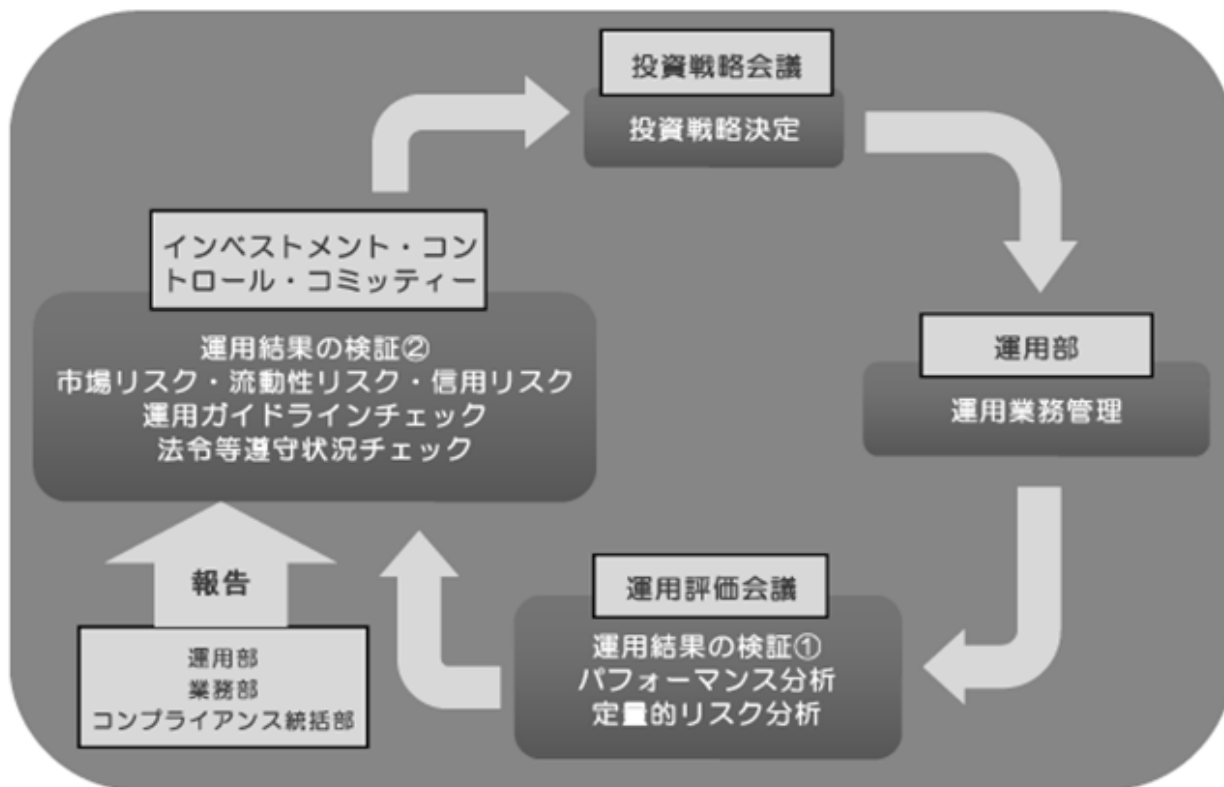 投資戦略会議
投資戦略決定
インベストメント・コン
トロール・コミッティー
運用結果の検証②
市場リスク・流動性リスク・信用リスク
運用ガイドラインチェック
法令等遵守状況チェック
運用部
運用業務管理
運用評価会議
運用結果の検証①
パフォーマンス分析
定量的リスク分析
報告
運用部
業務部
コンプライアンス統括部